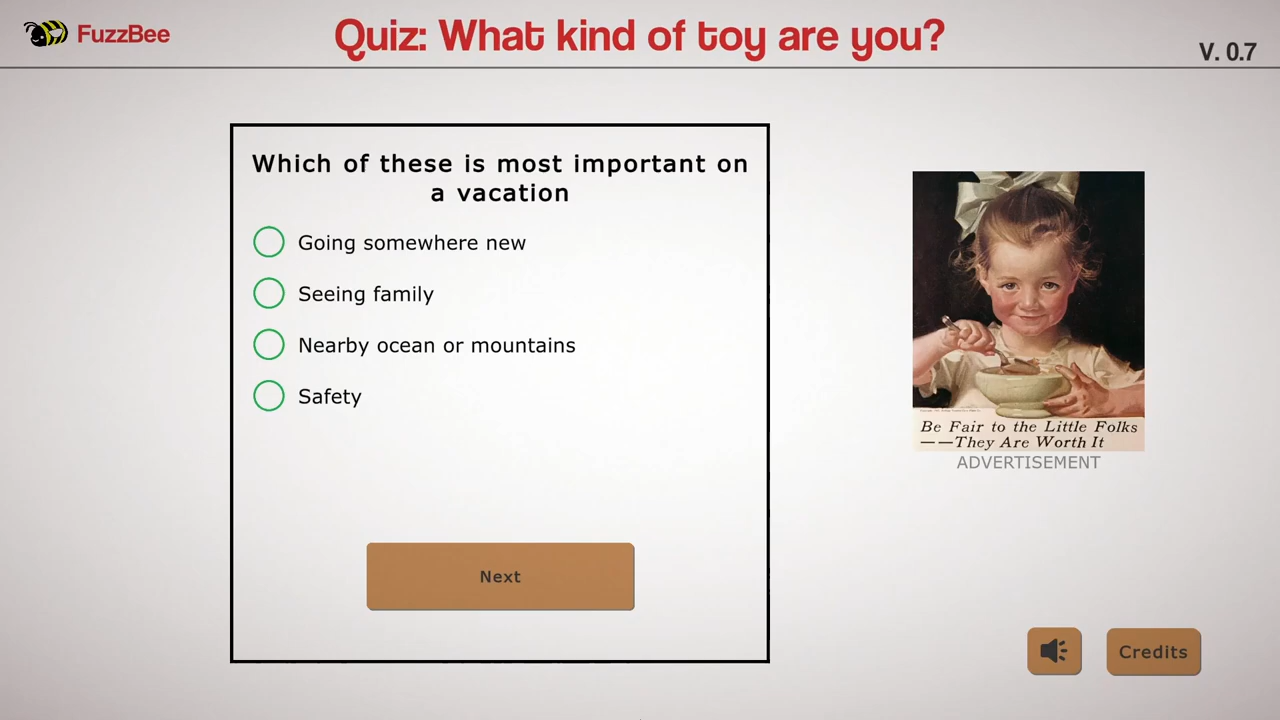 FuzzBee
Quiz: What kind of toy are you?
V. 0.7
Which of these is most important on
a vacation
Going somewhere new
Seeing family
Nearby ocean or mountains
Safety
Next
Be Fair to the Little Folks
——They Are Worth It
ADVERTISEMENT
Credits